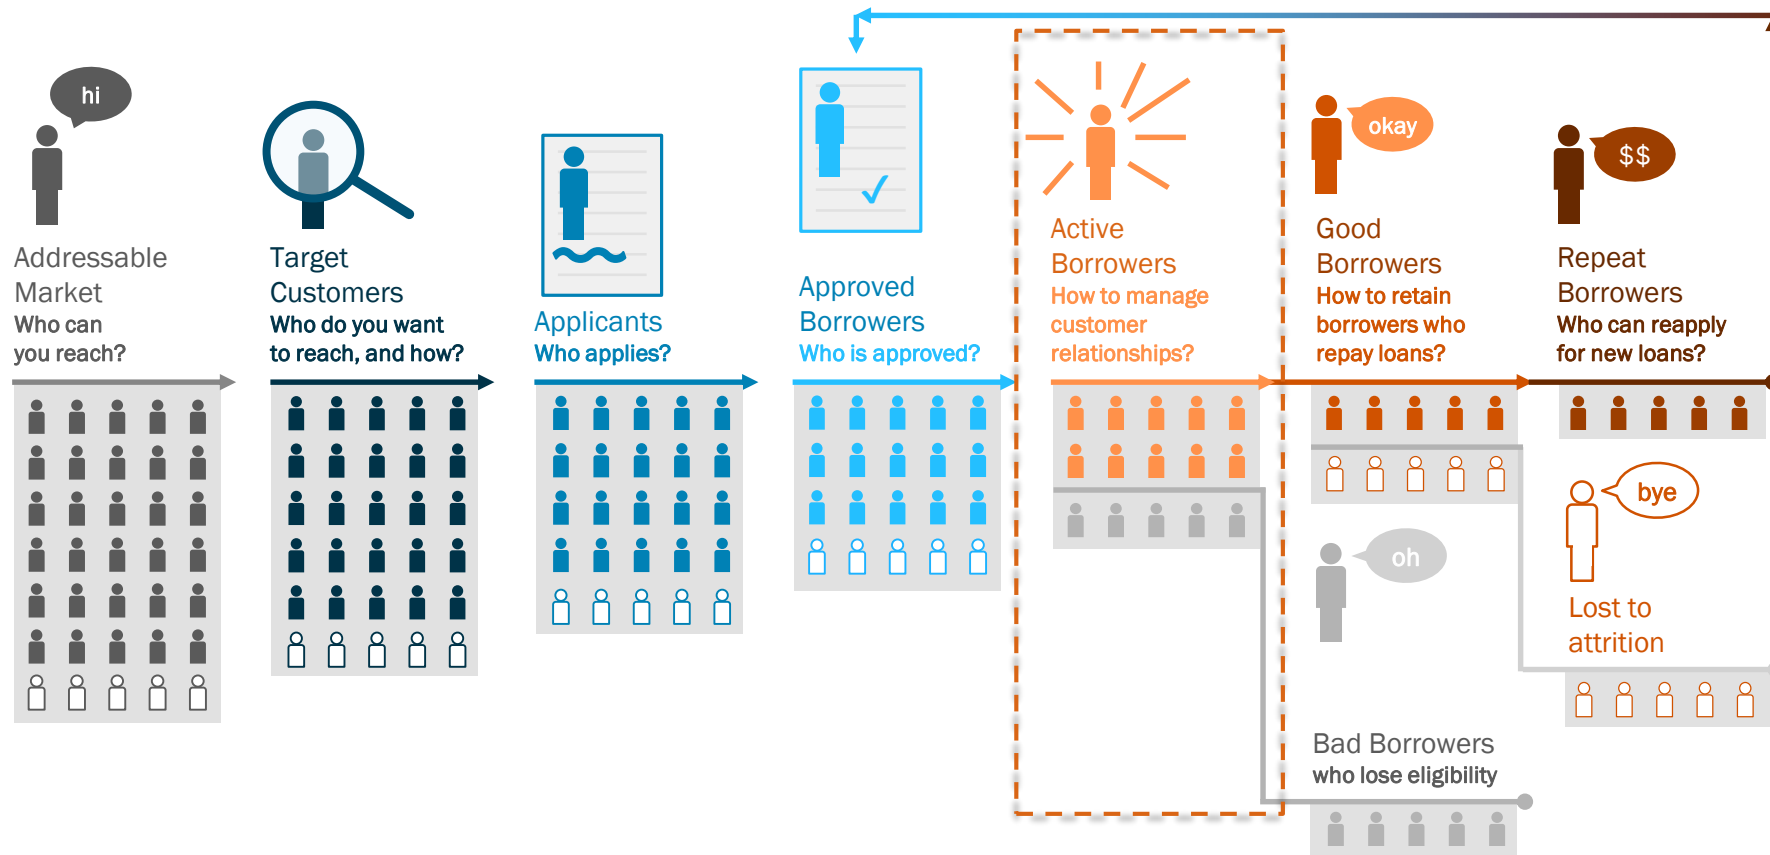 hi
Addressable
Market
Who can
you reach?
Target
Customers
Who do you want
to reach, and how?
Applicants
Who applies?
Approved
Borrowers
Who is approved?
Active
Borrowers
How to manage
customer
relationships?
okay
Good
Borrowers
How to retain
borrowers who
repay loans?
$$
Repeat
Borrowers
Who can reapply
for new loans?
oh
Bad Borrowers
who lose eligibility
bye
Lost to
attrition